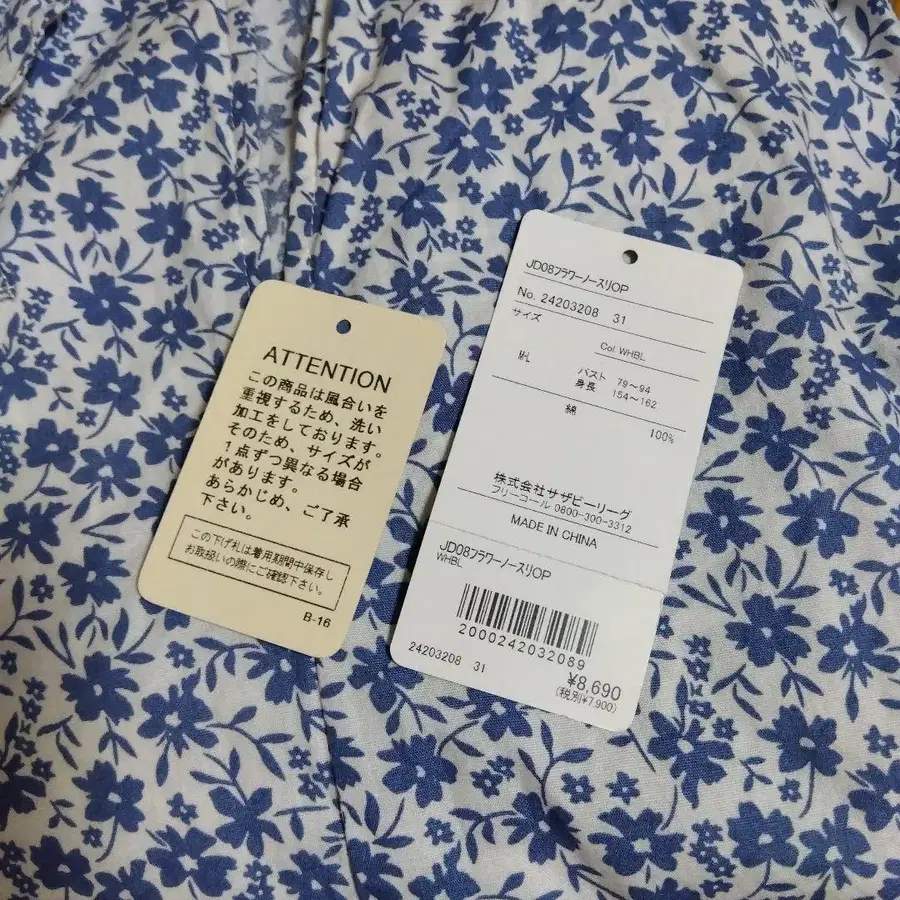 ATTENTION
この商品は風合いを
重視するため、洗い
加工をしております。
そのため、サイズが
1点ずつ異なる場合
があります。
あらかじめ、ご了承
下さい。
この下げ札は着用期間中保存し
お取扱いの際にご確認下さい。
B-16
JD08フラワーノースリOP
No. 24203208 31
サイズ
Col. WHBL
M-L
バスト 79～94
身長 154～162
綿 100%
株式会社サザビーリーグ
フリーコール 0800-300-3312
MADE IN CHINA
JD08フラワーノースリOP
WHBL
2000242032089
24203208 31
¥8,690
(税別¥7,900)